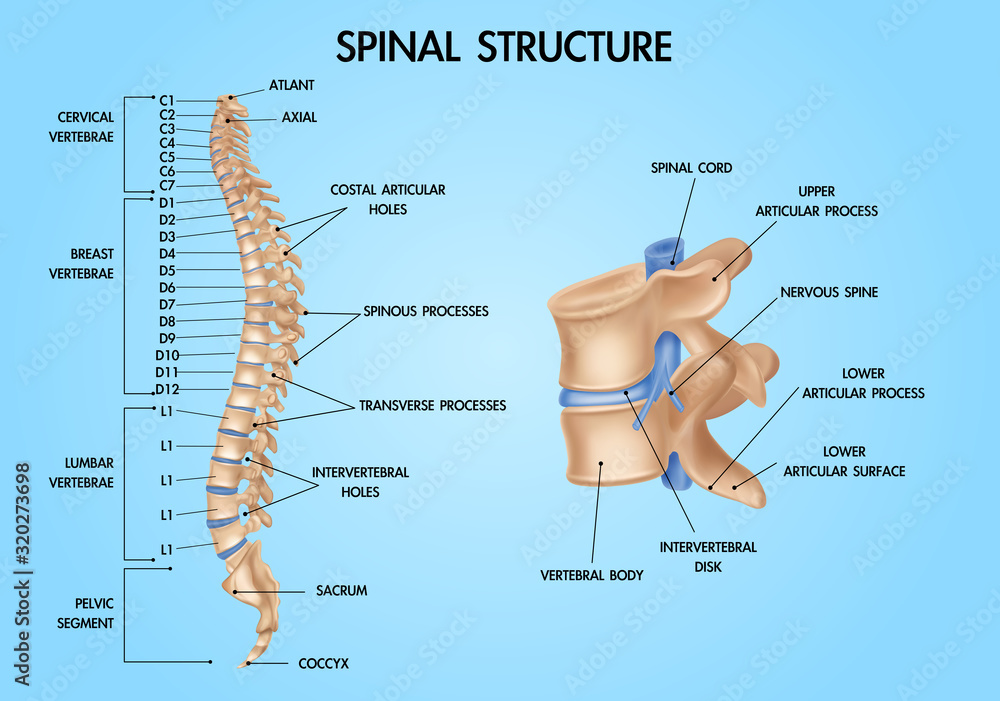 SPINAL STRUCTURE
CERVICAL
VERTEBRAE
C1
C2
C3
C4
C5
C6
C7
ATLANT
AXIAL
BREAST
VERTEBRAE
D1
D2
D3
D4
D5
D6
D7
D8
D9
D10
D11
D12
COSTAL ARTICULAR
HOLES
SPINOUS PROCESSES
TRANSVERSE PROCESSES
LUMBAR
VERTEBRAE
L1
L1
L1
L1
L1
INTERVERTEBRAL
HOLES
PELVIC
SEGMENT
SACRUM
COCCYX
SPINAL CORD
UPPER
ARTICULAR PROCESS
NERVOUS SPINE
LOWER
ARTICULAR PROCESS
LOWER
ARTICULAR SURFACE
INTERVERTEBRAL
DISK
VERTEBRAL BODY
Adobe Stock | #320273698